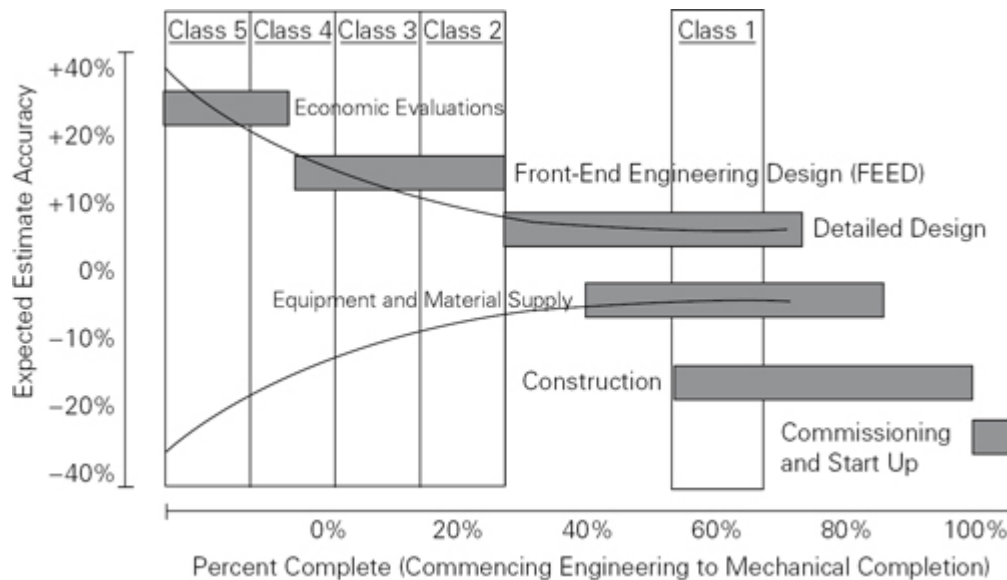 Class 5 Class 4 Class 3 Class 2 Class 1
Expected Estimate Accuracy
+40%
Economic Evaluations
+20%
Front-End Engineering Design (FEED)
+10%
Detailed Design
0%
Equipment and Material Supply
−10%
Construction
−20%
Commissioning
and Start Up
−40%
0% 20% 40% 60% 80% 100%
Percent Complete (Commencing Engineering to Mechanical Completion)